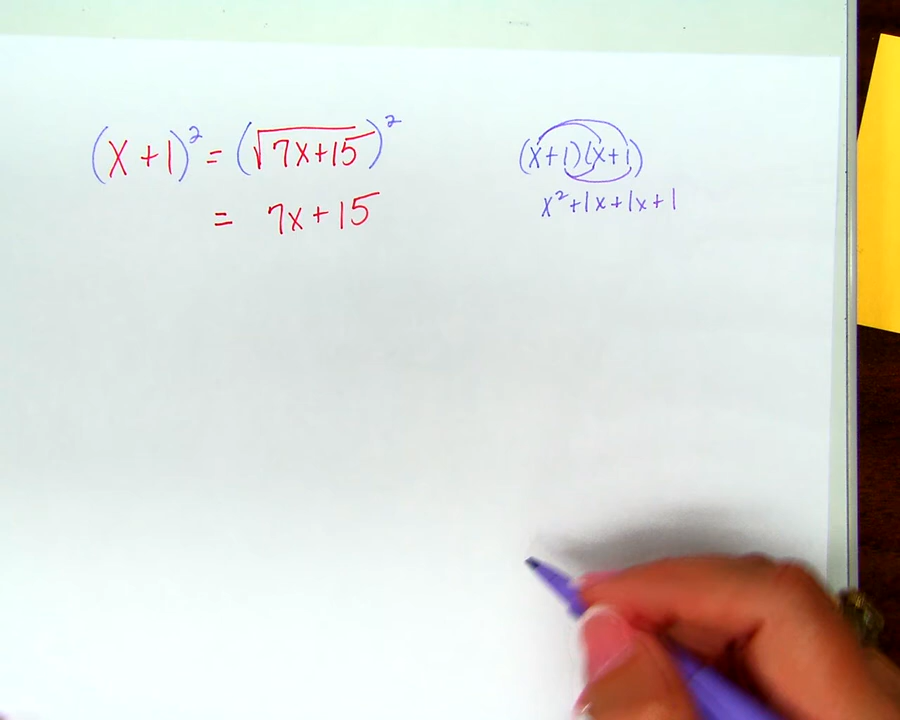 (x+1)² = (√7x+15)²
= 7x+15
(x+1)(x+1)
x²+1x+1x+1